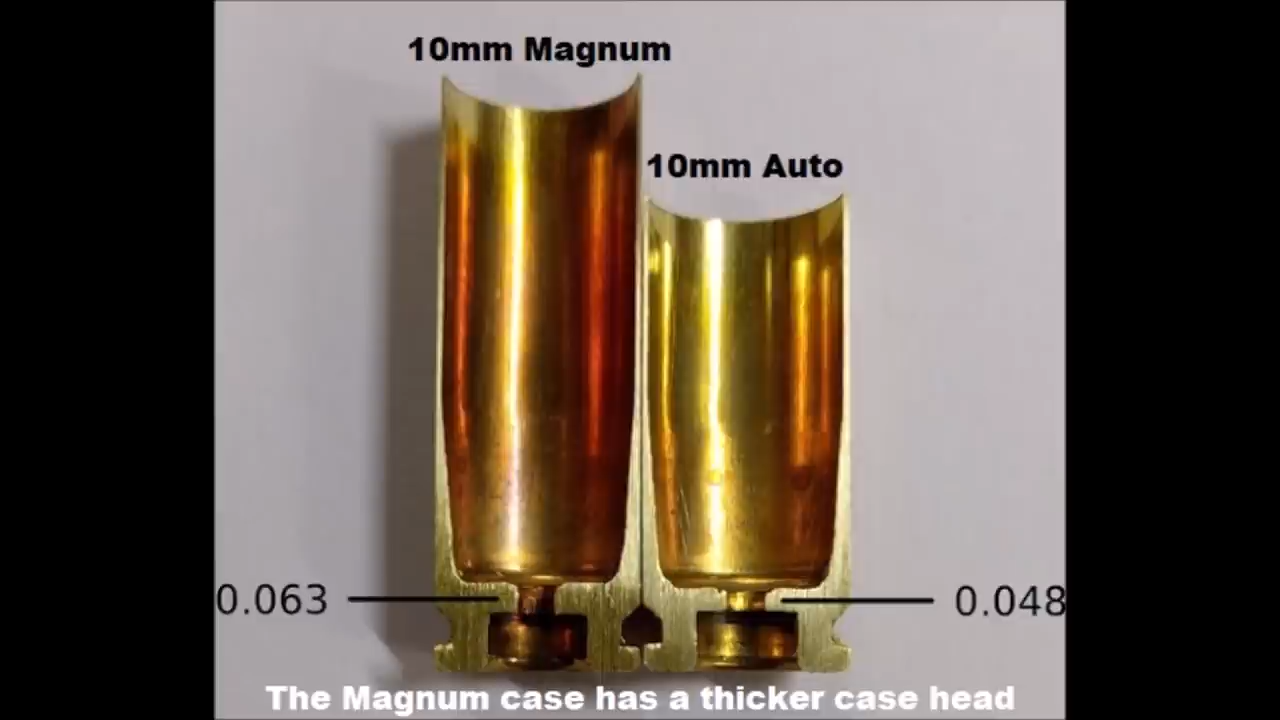 10mm Magnum
10mm Auto
0.063
0.048
The Magnum case has a thicker case head